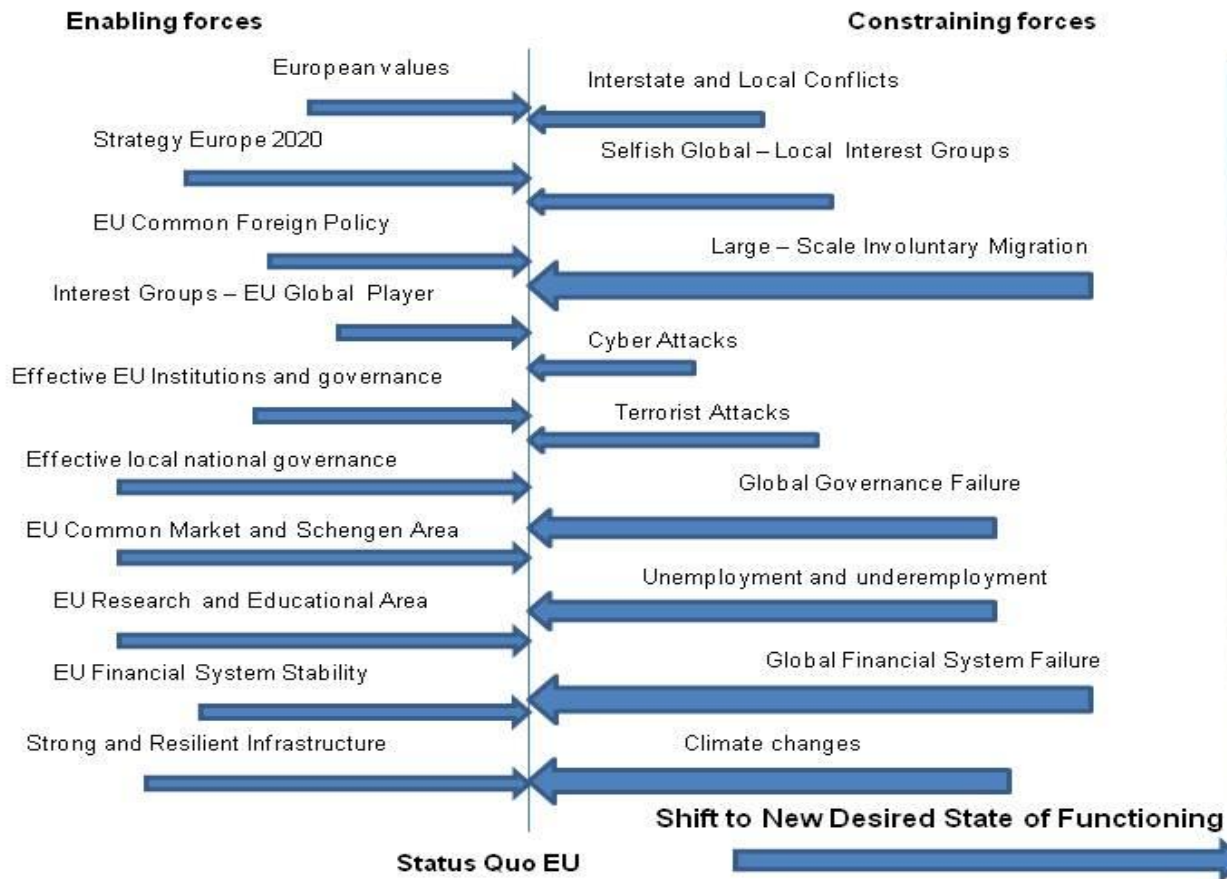 Enabling forces
Constraining forces
European values
Interstate and Local Conflicts
Strategy Europe 2020
Selfish Global – Local Interest Groups
EU Common Foreign Policy
Large – Scale Involuntary Migration
Interest Groups – EU Global Player
Cyber Attacks
Effective EU Institutions and governance
Terrorist Attacks
Effective local national governance
Global Governance Failure
EU Common Market and Schengen Area
Unemployment and underemployment
EU Research and Educational Area
Global Financial System Failure
EU Financial System Stability
Strong and Resilient Infrastructure
Climate changes
Shift to New Desired State of Functioning
Status Quo EU